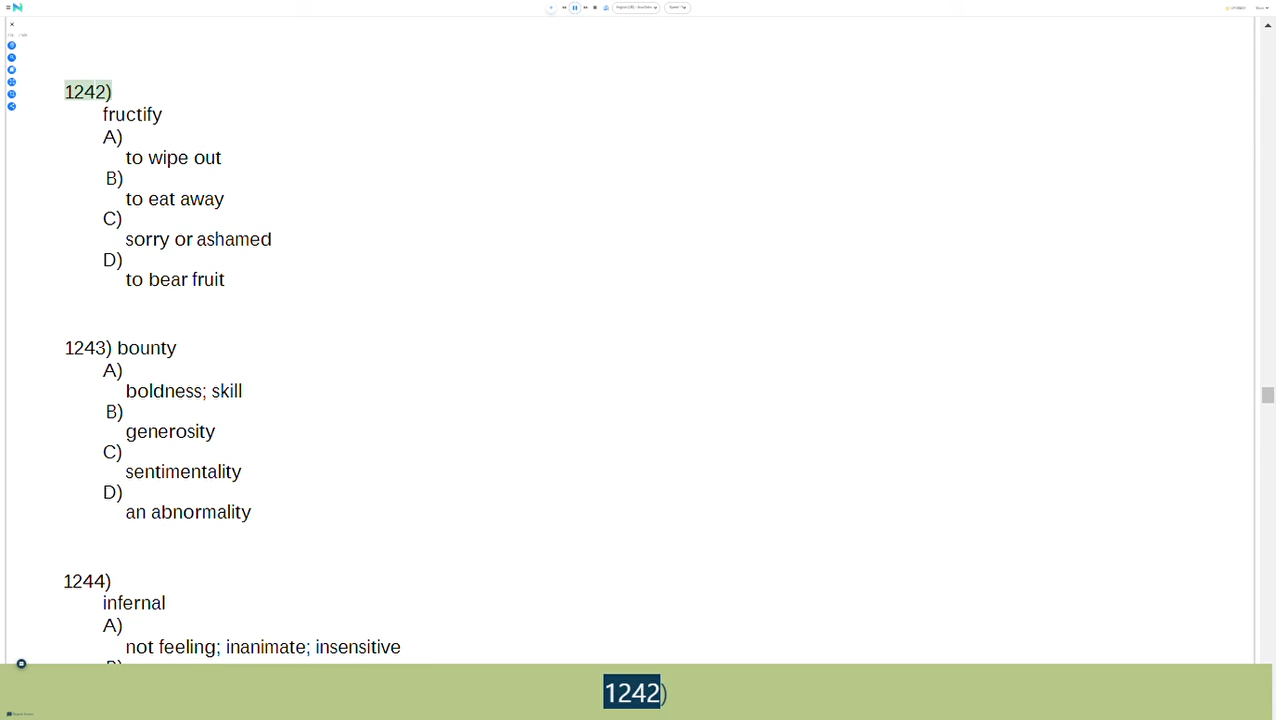 1242)
fructify
A)
to wipe out
B)
to eat away
C)
sorry or ashamed
D)
to bear fruit
1243) bounty
A)
boldness; skill
B)
generosity
C)
sentimentality
D)
an abnormality
1244)
infernal
A)
not feeling; inanimate; insensitive
B)
1242)